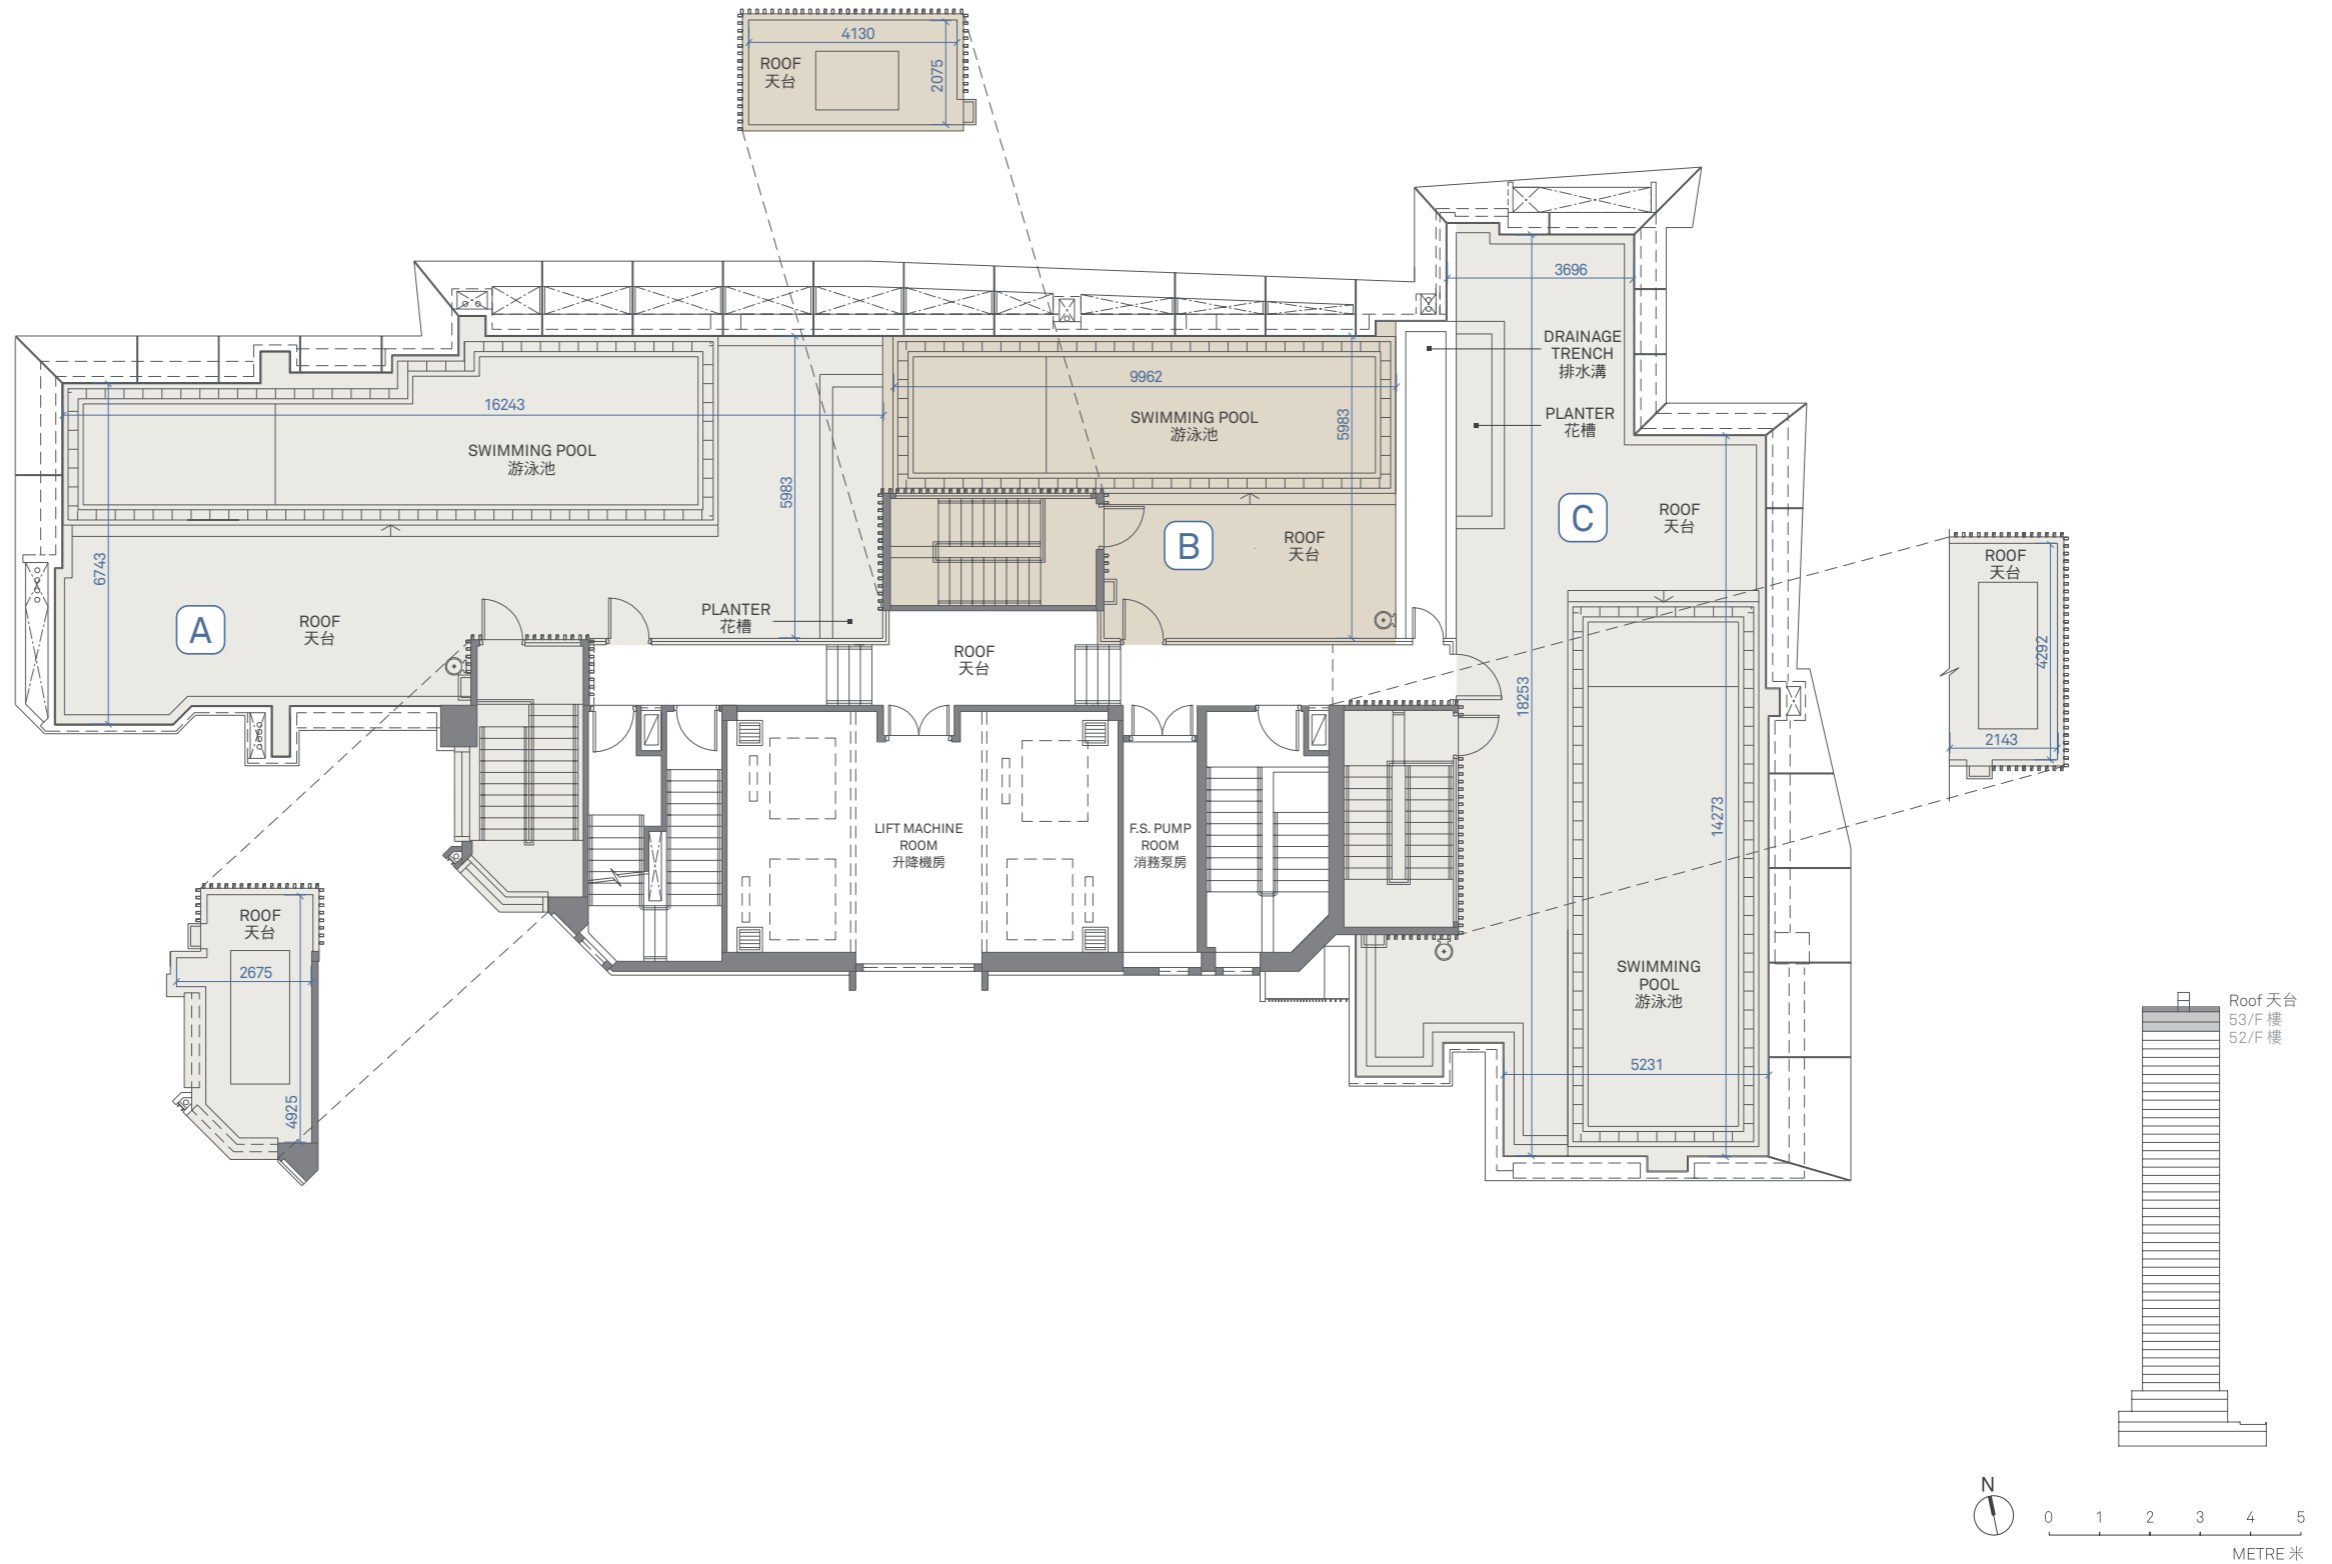 4130
ROOF
天台
2075
3696
DRAINAGE
TRENCH
排水溝
PLANTER
花槽
9962
SWIMMING POOL
游泳池
5983
16243
SWIMMING POOL
游泳池
5983
6743
A
ROOF
天台
PLANTER
花槽
B
ROOF
天台
C
ROOF
天台
ROOF
天台
18253
14273
ROOF
天台
4292
2143
LIFT MACHINE
ROOM
升降機房
F.S. PUMP
ROOM
消務泵房
ROOF
天台
2675
4925
SWIMMING
POOL
游泳池
5231
Roof 天台
53/F 樓
52/F 樓
N
0 1 2 3 4 5
METRE 米